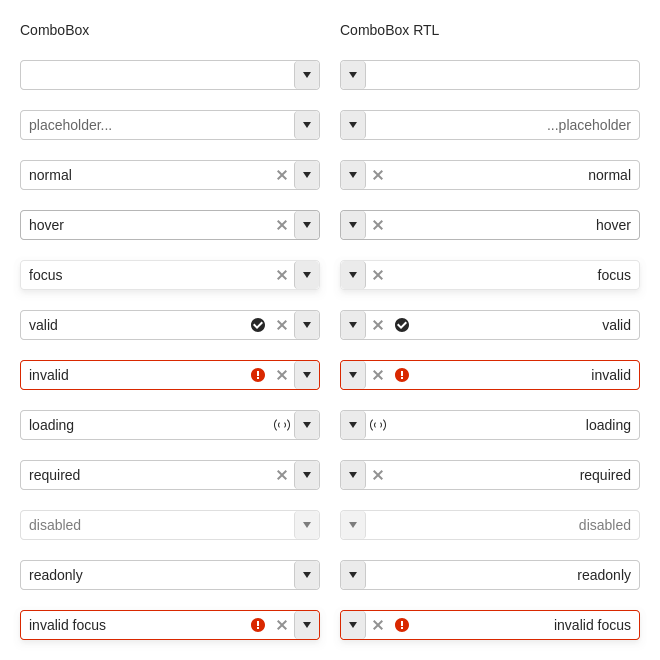 ComboBox
ComboBox RTL
placeholder...
...placeholder
normal
normal
hover
hover
focus
focus
valid
valid
invalid
invalid
loading
loading
required
required
disabled
disabled
readonly
readonly
invalid focus
invalid focus